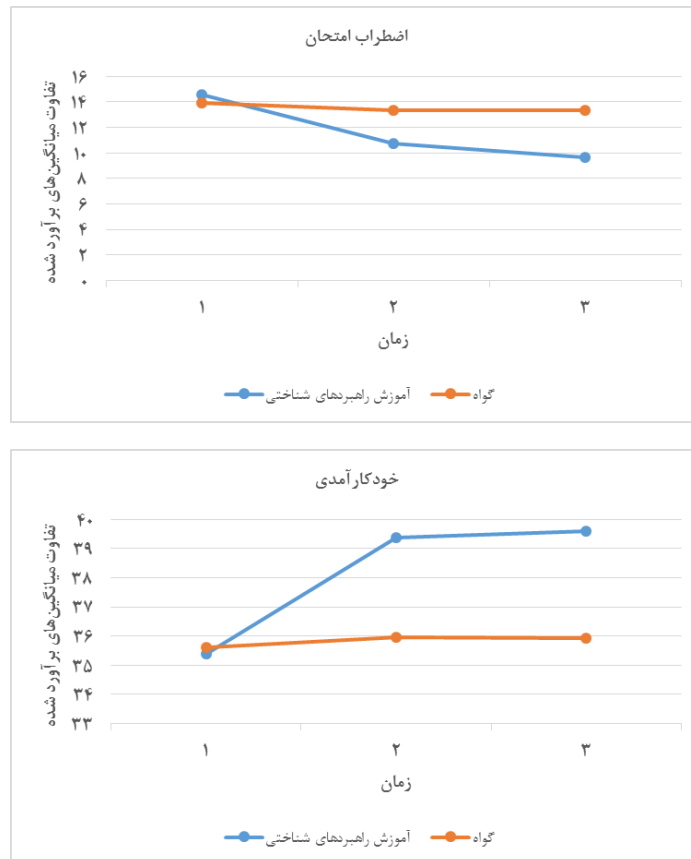 اضطراب امتحان
تفاوت میانگین‌های برآورد شده
۱۶
۱۴
۱۲
۱۰
۸
۶
۴
۲
۰
۱ ۲ ۳
زمان
آموزش راهبردهای شناختی گواه
خودکارآمدی
تفاوت میانگین‌های برآورد شده
۴۰
۳۹
۳۸
۳۷
۳۶
۳۵
۳۴
۳۳
۱ ۲ ۳
زمان
آموزش راهبردهای شناختی گواه